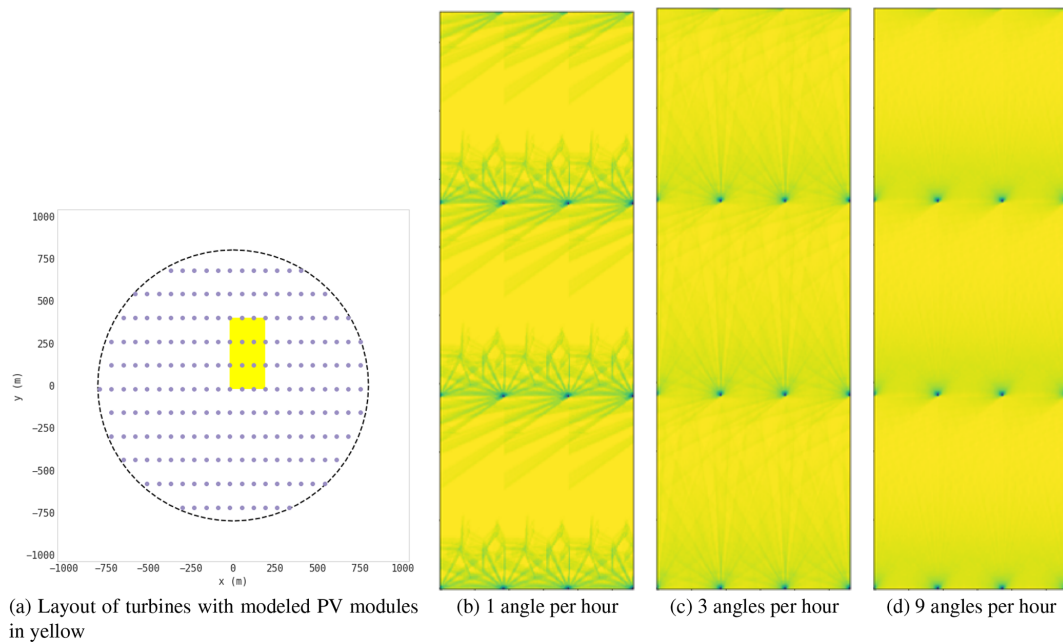 1000
750
500
250
0
−250
−500
−750
−1000
y (m)
−1000 −750 −500 −250 0 250 500 750 1000
x (m)
(a) Layout of turbines with modeled PV modules
in yellow
(b) 1 angle per hour
(c) 3 angles per hour
(d) 9 angles per hour